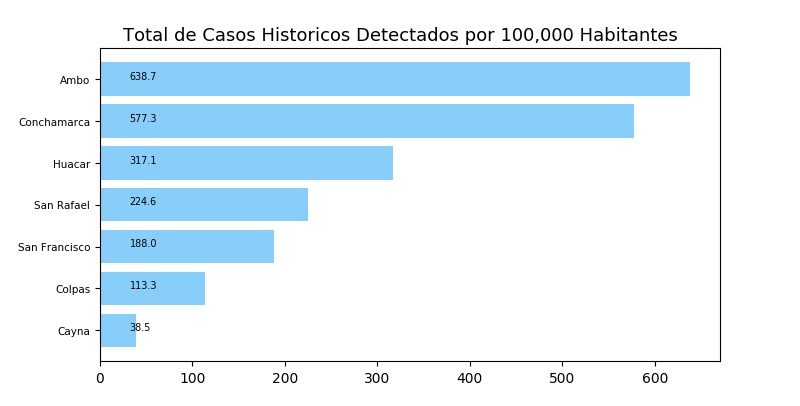 Total de Casos Historicos Detectados por 100,000 Habitantes
Ambo 638.7
Conchamarca 577.3
Huacar 317.1
San Rafael 224.6
San Francisco 188.0
Colpas 113.3
Cayna 38.5
0 100 200 300 400 500 600